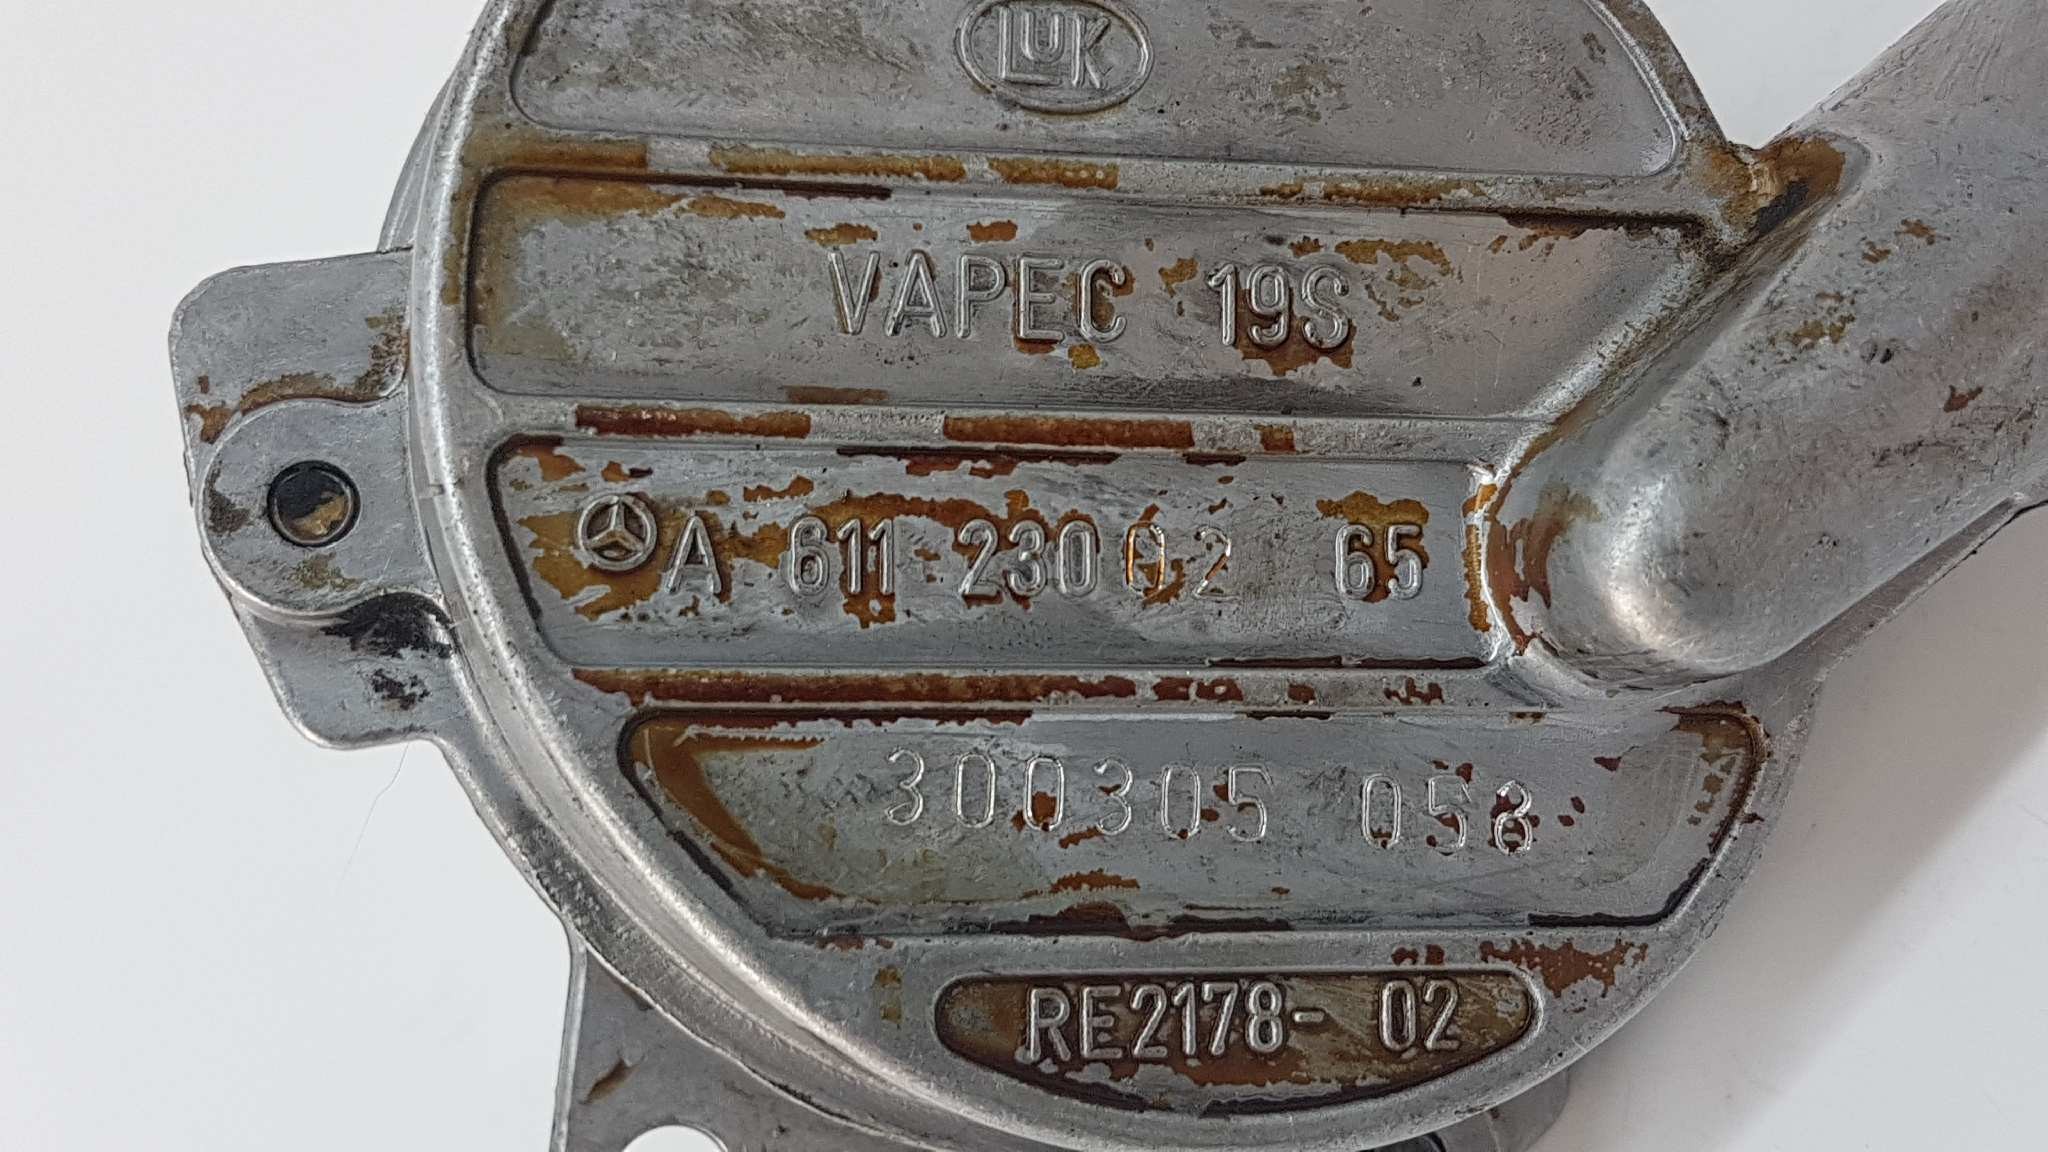 LUK
VAPEC 19S
A 611 230 02 65
300305 058
RE2178- 02